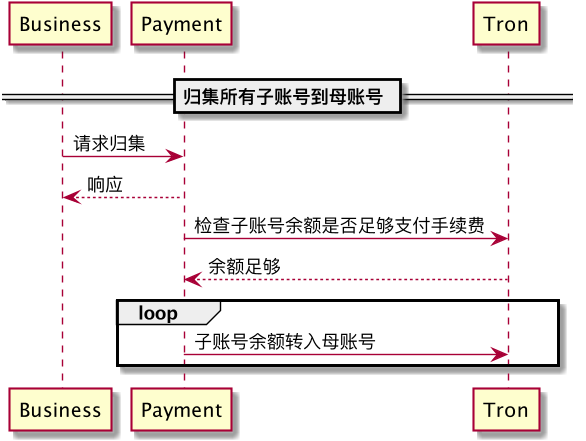 Business Payment Tron
归集所有子账号到母账号
请求归集
响应
检查子账号余额是否足够支付手续费
余额足够
loop
子账号余额转入母账号
Business Payment Tron